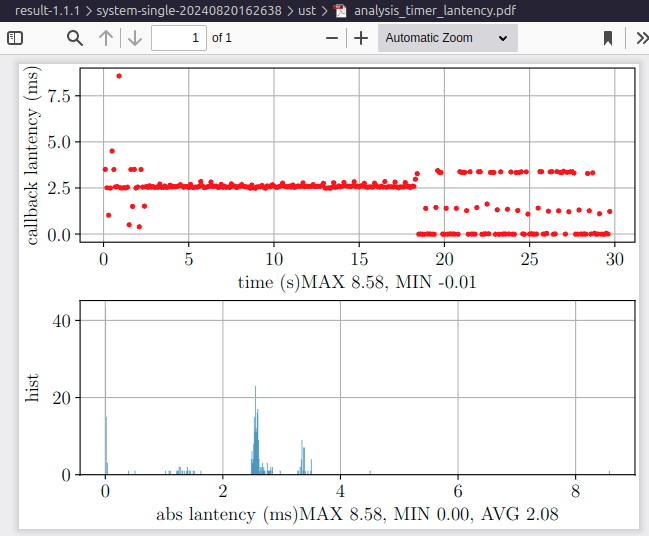 result-1.1.1 > system-single-20240820162638 > ust > analysis_timer_lantency.pdf
1 of 1 Automatic Zoom
callback lantency (ms)
7.5
5.0
2.5
0.0
0 5 10 15 20 25 30
time (s)MAX 8.58, MIN -0.01
hist
40
20
0
0 2 4 6 8
abs lantency (ms)MAX 8.58, MIN 0.00, AVG 2.08